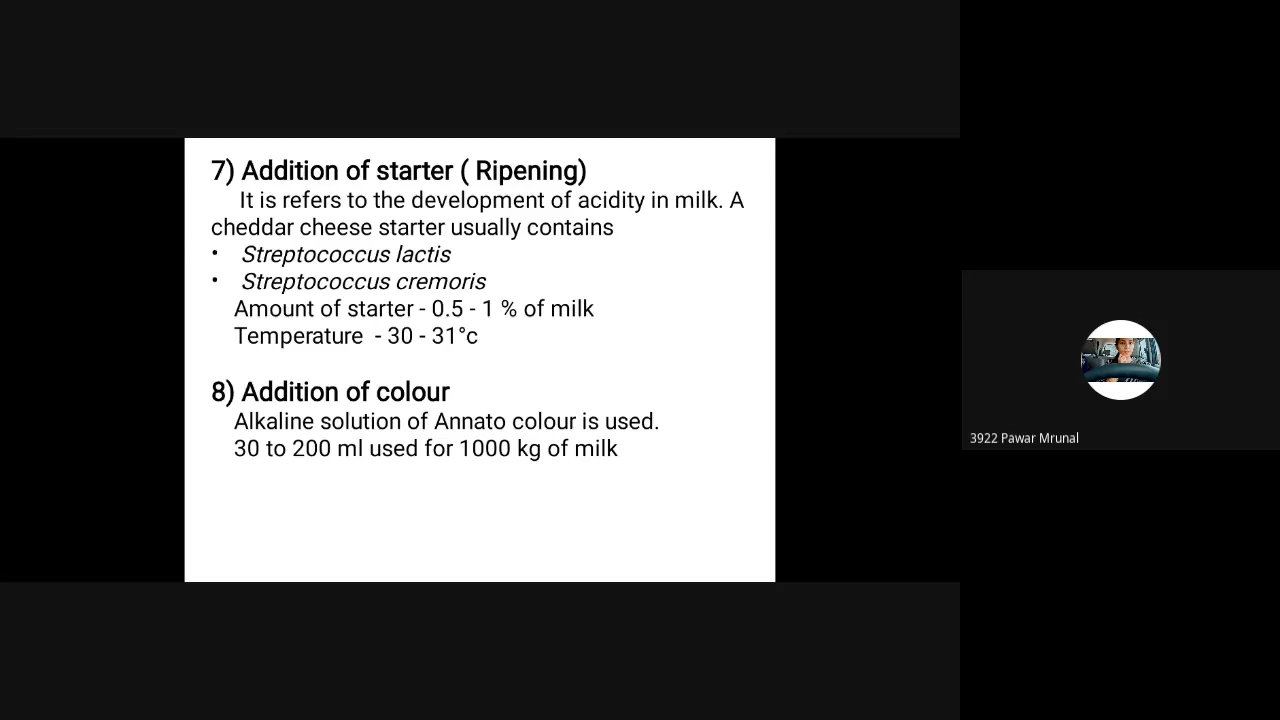 7) Addition of starter ( Ripening)
It is refers to the development of acidity in milk. A
cheddar cheese starter usually contains
• Streptococcus lactis
• Streptococcus cremoris
Amount of starter - 0.5 - 1 % of milk
Temperature - 30 - 31°c
8) Addition of colour
Alkaline solution of Annato colour is used.
30 to 200 ml used for 1000 kg of milk
3922 Pawar Mrunal